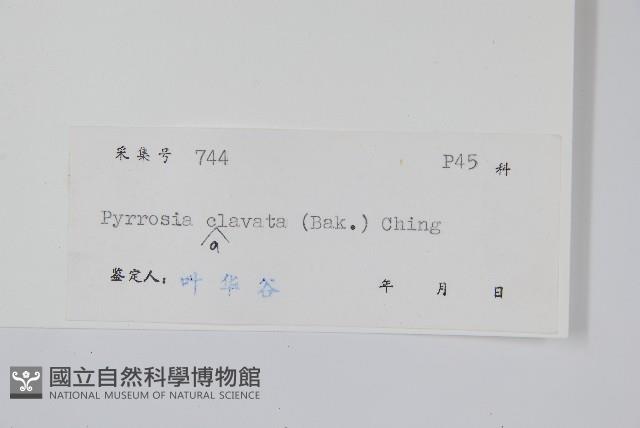 采集号 744 P45 科
Pyrrosia clavata (Bak.) Ching
a
鉴定人: 叶华谷 年 月 日
國立自然科學博物館
NATIONAL MUSEUM OF NATURAL SCIENCE